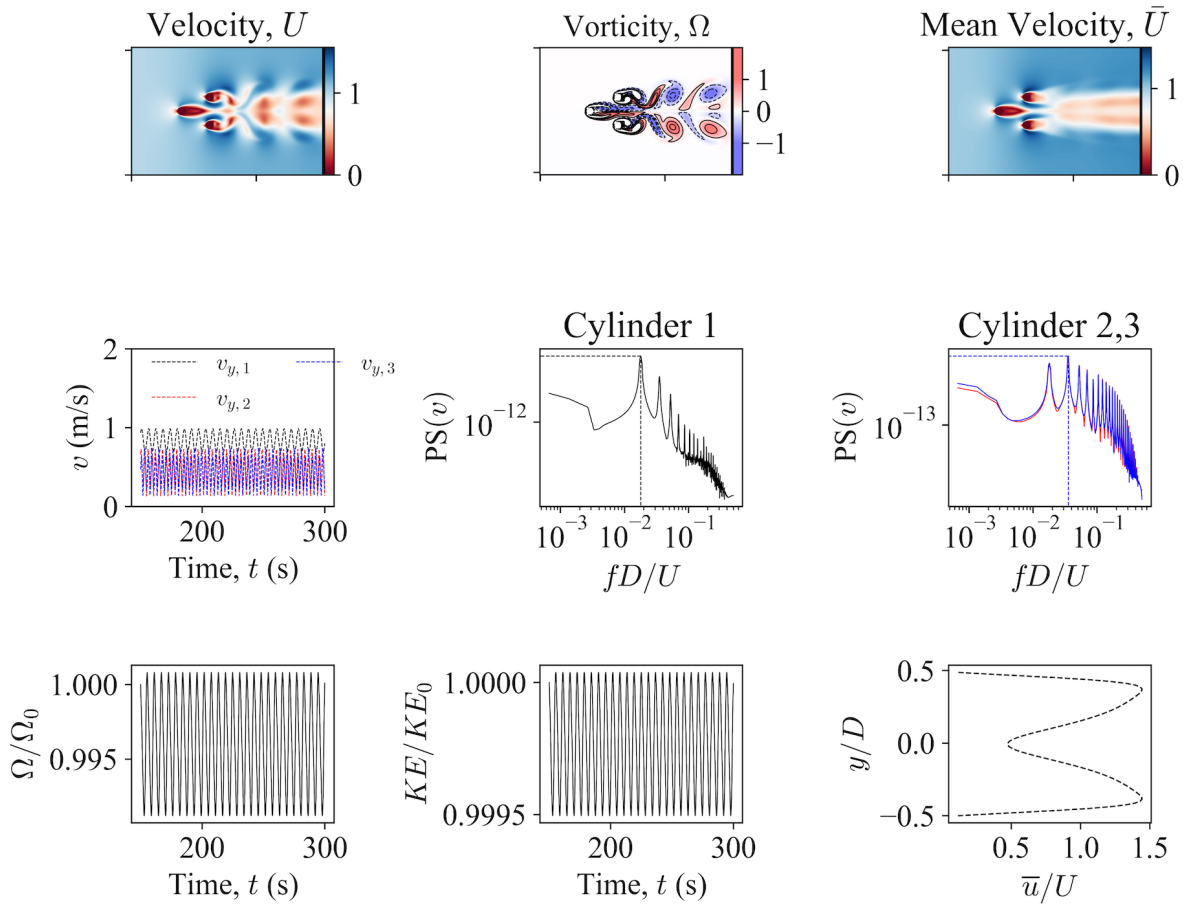 Velocity, U
1
0
Vorticity, Ω
1
0
−1
Mean Velocity, Ū
1
0
v (m/s)
2
1
0
v_{y,1}
v_{y,2}
v_{y,3}
200
300
Time, t (s)
Cylinder 1
PS(v)
10^{−12}
10^{−3}
10^{−2}
10^{−1}
fD/U
Cylinder 2,3
PS(v)
10^{−13}
10^{−3}
10^{−2}
10^{−1}
fD/U
Ω/Ω_0
1.000
0.995
200
300
Time, t (s)
KE/KE_0
1.0000
0.9995
200
300
Time, t (s)
y/D
0.5
0.0
−0.5
0.5
1.0
1.5
u̅/U